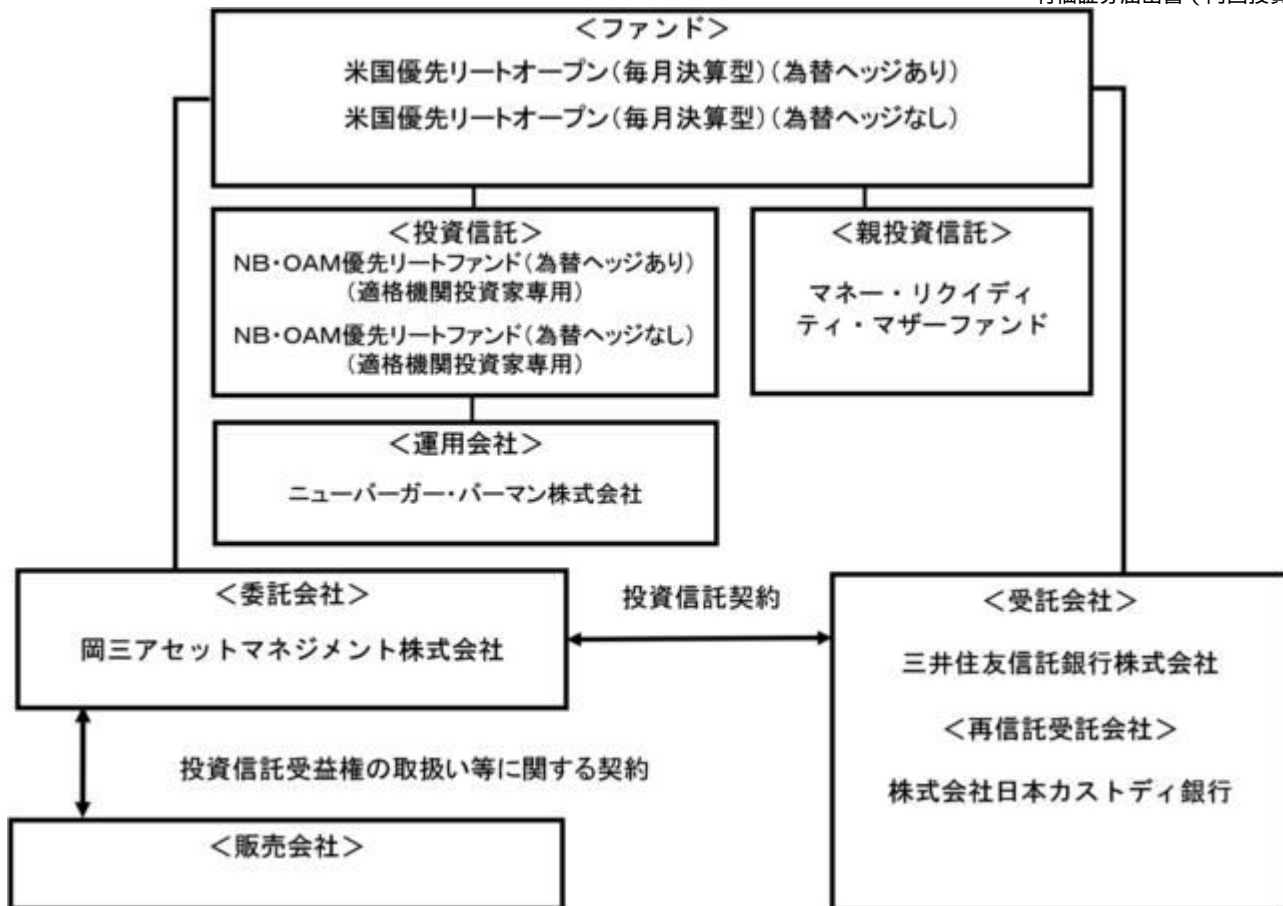 ＜ファンド＞
米国優先リートオープン（毎月決算型）（為替ヘッジあり）
米国優先リートオープン（毎月決算型）（為替ヘッジなし）
＜投資信託＞
NB・OAM優先リートファンド（為替ヘッジあり）
（適格機関投資家専用）
NB・OAM優先リートファンド（為替ヘッジなし）
（適格機関投資家専用）
＜親投資信託＞
マネー・リクイディ
ティ・マザーファンド
＜運用会社＞
ニューバーガー・バーマン株式会社
＜委託会社＞
岡三アセットマネジメント株式会社
投資信託契約
＜受託会社＞
三井住友信託銀行株式会社
＜再信託受託会社＞
株式会社日本カストディ銀行
投資信託受益権の取扱い等に関する契約
＜販売会社＞